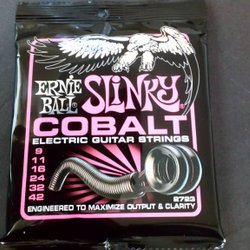 ERNIE BALL SLINKY
COBALT
ELECTRIC GUITAR STRINGS
9
11
16
24
32
42
2723
ENGINEERED TO MAXIMIZE OUTPUT & CLARITY